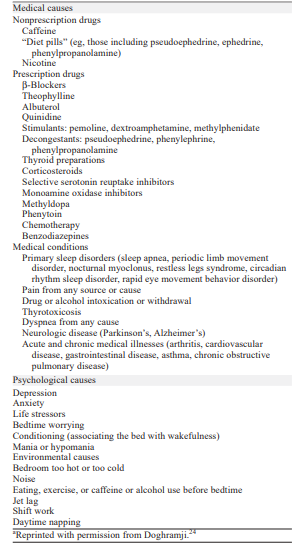 Medical causes
Nonprescription drugs
Caffeine
“Diet pills” (eg, those including pseudoephedrine, ephedrine,
phenylpropanolamine)
Nicotine
Prescription drugs
β-Blockers
Theophylline
Albuterol
Quinidine
Stimulants: pemoline, dextroamphetamine, methylphenidate
Decongestants: pseudoephedrine, phenylephrine,
phenylpropanolamine
Thyroid preparations
Corticosteroids
Selective serotonin reuptake inhibitors
Monoamine oxidase inhibitors
Methyldopa
Phenytoin
Chemotherapy
Benzodiazepines
Medical conditions
Primary sleep disorders (sleep apnea, periodic limb movement
disorder, nocturnal myoclonus, restless legs syndrome, circadian
rhythm sleep disorder, rapid eye movement behavior disorder)
Pain from any source or cause
Drug or alcohol intoxication or withdrawal
Thyrotoxicosis
Dyspnea from any cause
Neurologic disease (Parkinson’s, Alzheimer’s)
Acute and chronic medical illnesses (arthritis, cardiovascular
disease, gastrointestinal disease, asthma, chronic obstructive
pulmonary disease)
Psychological causes
Depression
Anxiety
Life stressors
Bedtime worrying
Conditioning (associating the bed with wakefulness)
Mania or hypomania
Environmental causes
Bedroom too hot or too cold
Noise
Eating, exercise, or caffeine or alcohol use before bedtime
Jet lag
Shift work
Daytime napping
ᵃReprinted with permission from Doghramji.²⁴